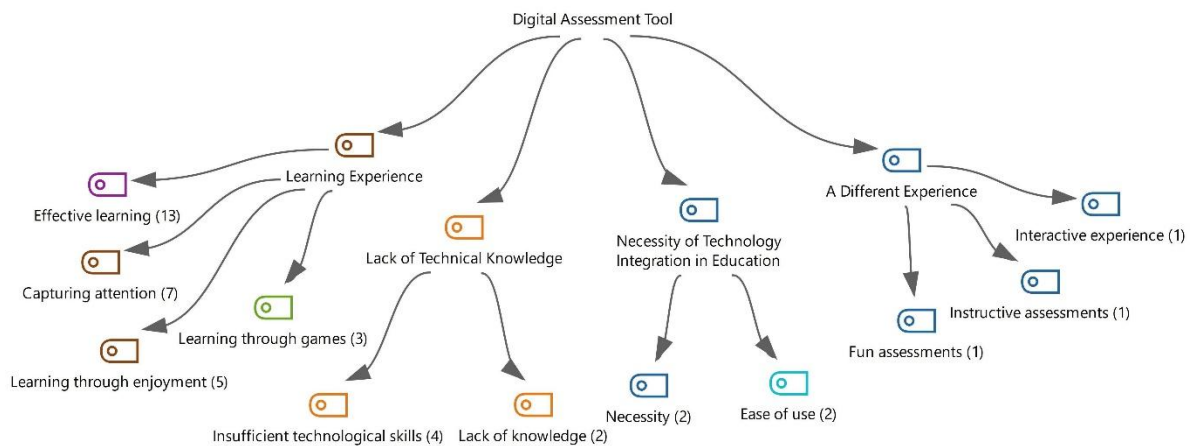 Digital Assessment Tool
Learning Experience
Effective learning (13)
Capturing attention (7)
Learning through enjoyment (5)
Learning through games (3)
Lack of Technical Knowledge
Insufficient technological skills (4)
Lack of knowledge (2)
Necessity of Technology
Integration in Education
Necessity (2)
Ease of use (2)
A Different Experience
Fun assessments (1)
Instructive assessments (1)
Interactive experience (1)